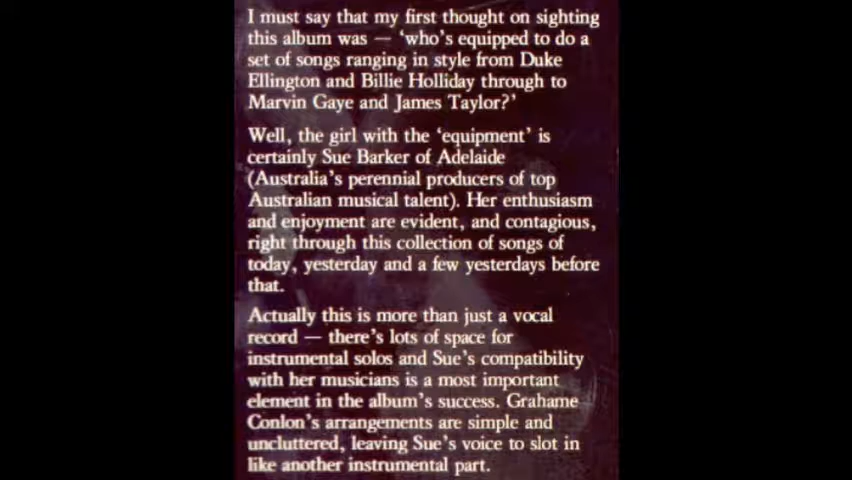 I must say that my first thought on sighting
this album was — ‘who’s equipped to do a
set of songs ranging in style from Duke
Ellington and Billie Holliday through to
Marvin Gaye and James Taylor?’
Well, the girl with the ‘equipment’ is
certainly Sue Barker of Adelaide
(Australia’s perennial producers of top
Australian musical talent). Her enthusiasm
and enjoyment are evident, and contagious,
right through this collection of songs of
today, yesterday and a few yesterdays before
that.
Actually this is more than just a vocal
record — there’s lots of space for
instrumental solos and Sue’s compatibility
with her musicians is a most important
element in the album’s success. Grahame
Conlon’s arrangements are simple and
uncluttered, leaving Sue’s voice to slot in
like another instrumental part.